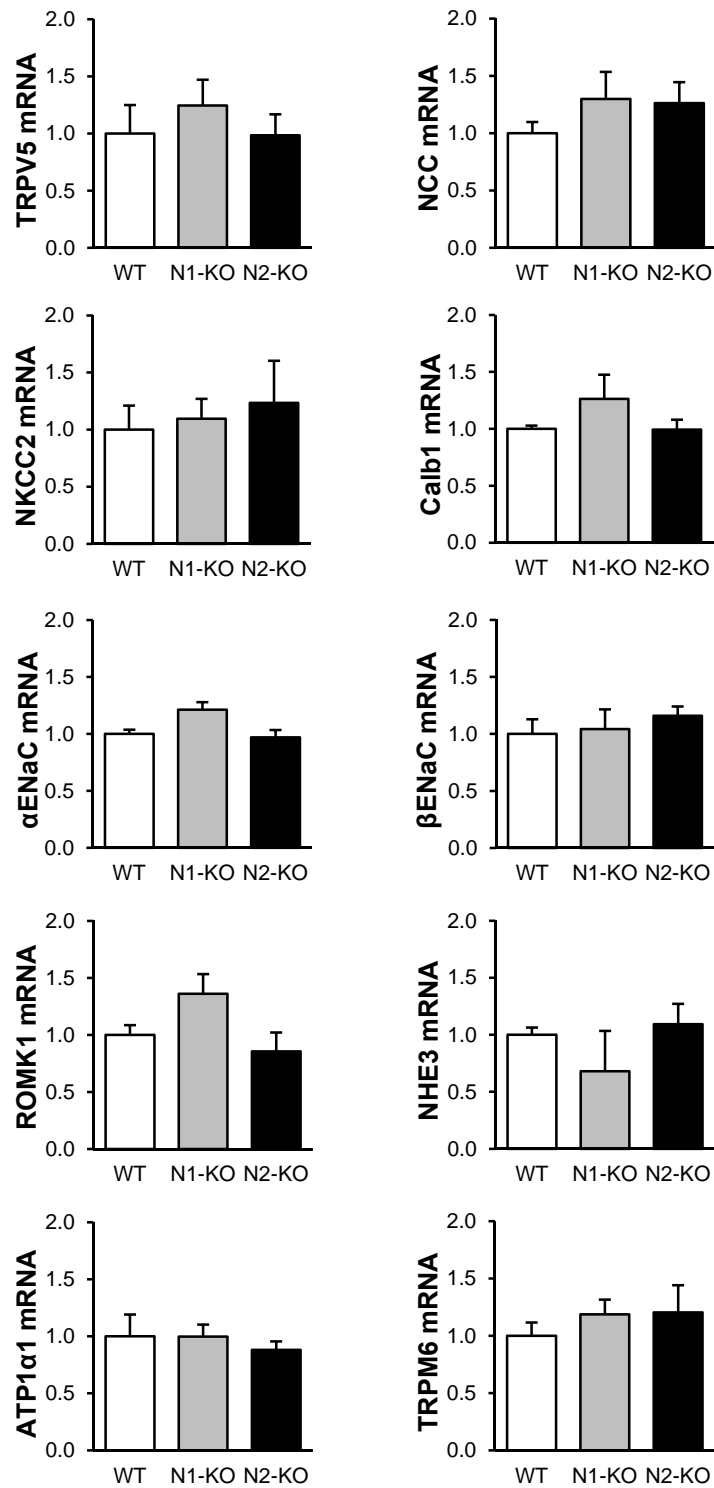 TRPV5 mRNA
2.0
1.5
1.0
0.5
0.0
WT N1-KO N2-KO
NCC mRNA
2.0
1.5
1.0
0.5
0.0
WT N1-KO N2-KO
NKCC2 mRNA
2.0
1.5
1.0
0.5
0.0
WT N1-KO N2-KO
Calb1 mRNA
2.0
1.5
1.0
0.5
0.0
WT N1-KO N2-KO
αENaC mRNA
2.0
1.5
1.0
0.5
0.0
WT N1-KO N2-KO
βENaC mRNA
2.0
1.5
1.0
0.5
0.0
WT N1-KO N2-KO
ROMK1 mRNA
2.0
1.5
1.0
0.5
0.0
WT N1-KO N2-KO
NHE3 mRNA
2.0
1.5
1.0
0.5
0.0
WT N1-KO N2-KO
ATP1α1 mRNA
2.0
1.5
1.0
0.5
0.0
WT N1-KO N2-KO
TRPM6 mRNA
2.0
1.5
1.0
0.5
0.0
WT N1-KO N2-KO